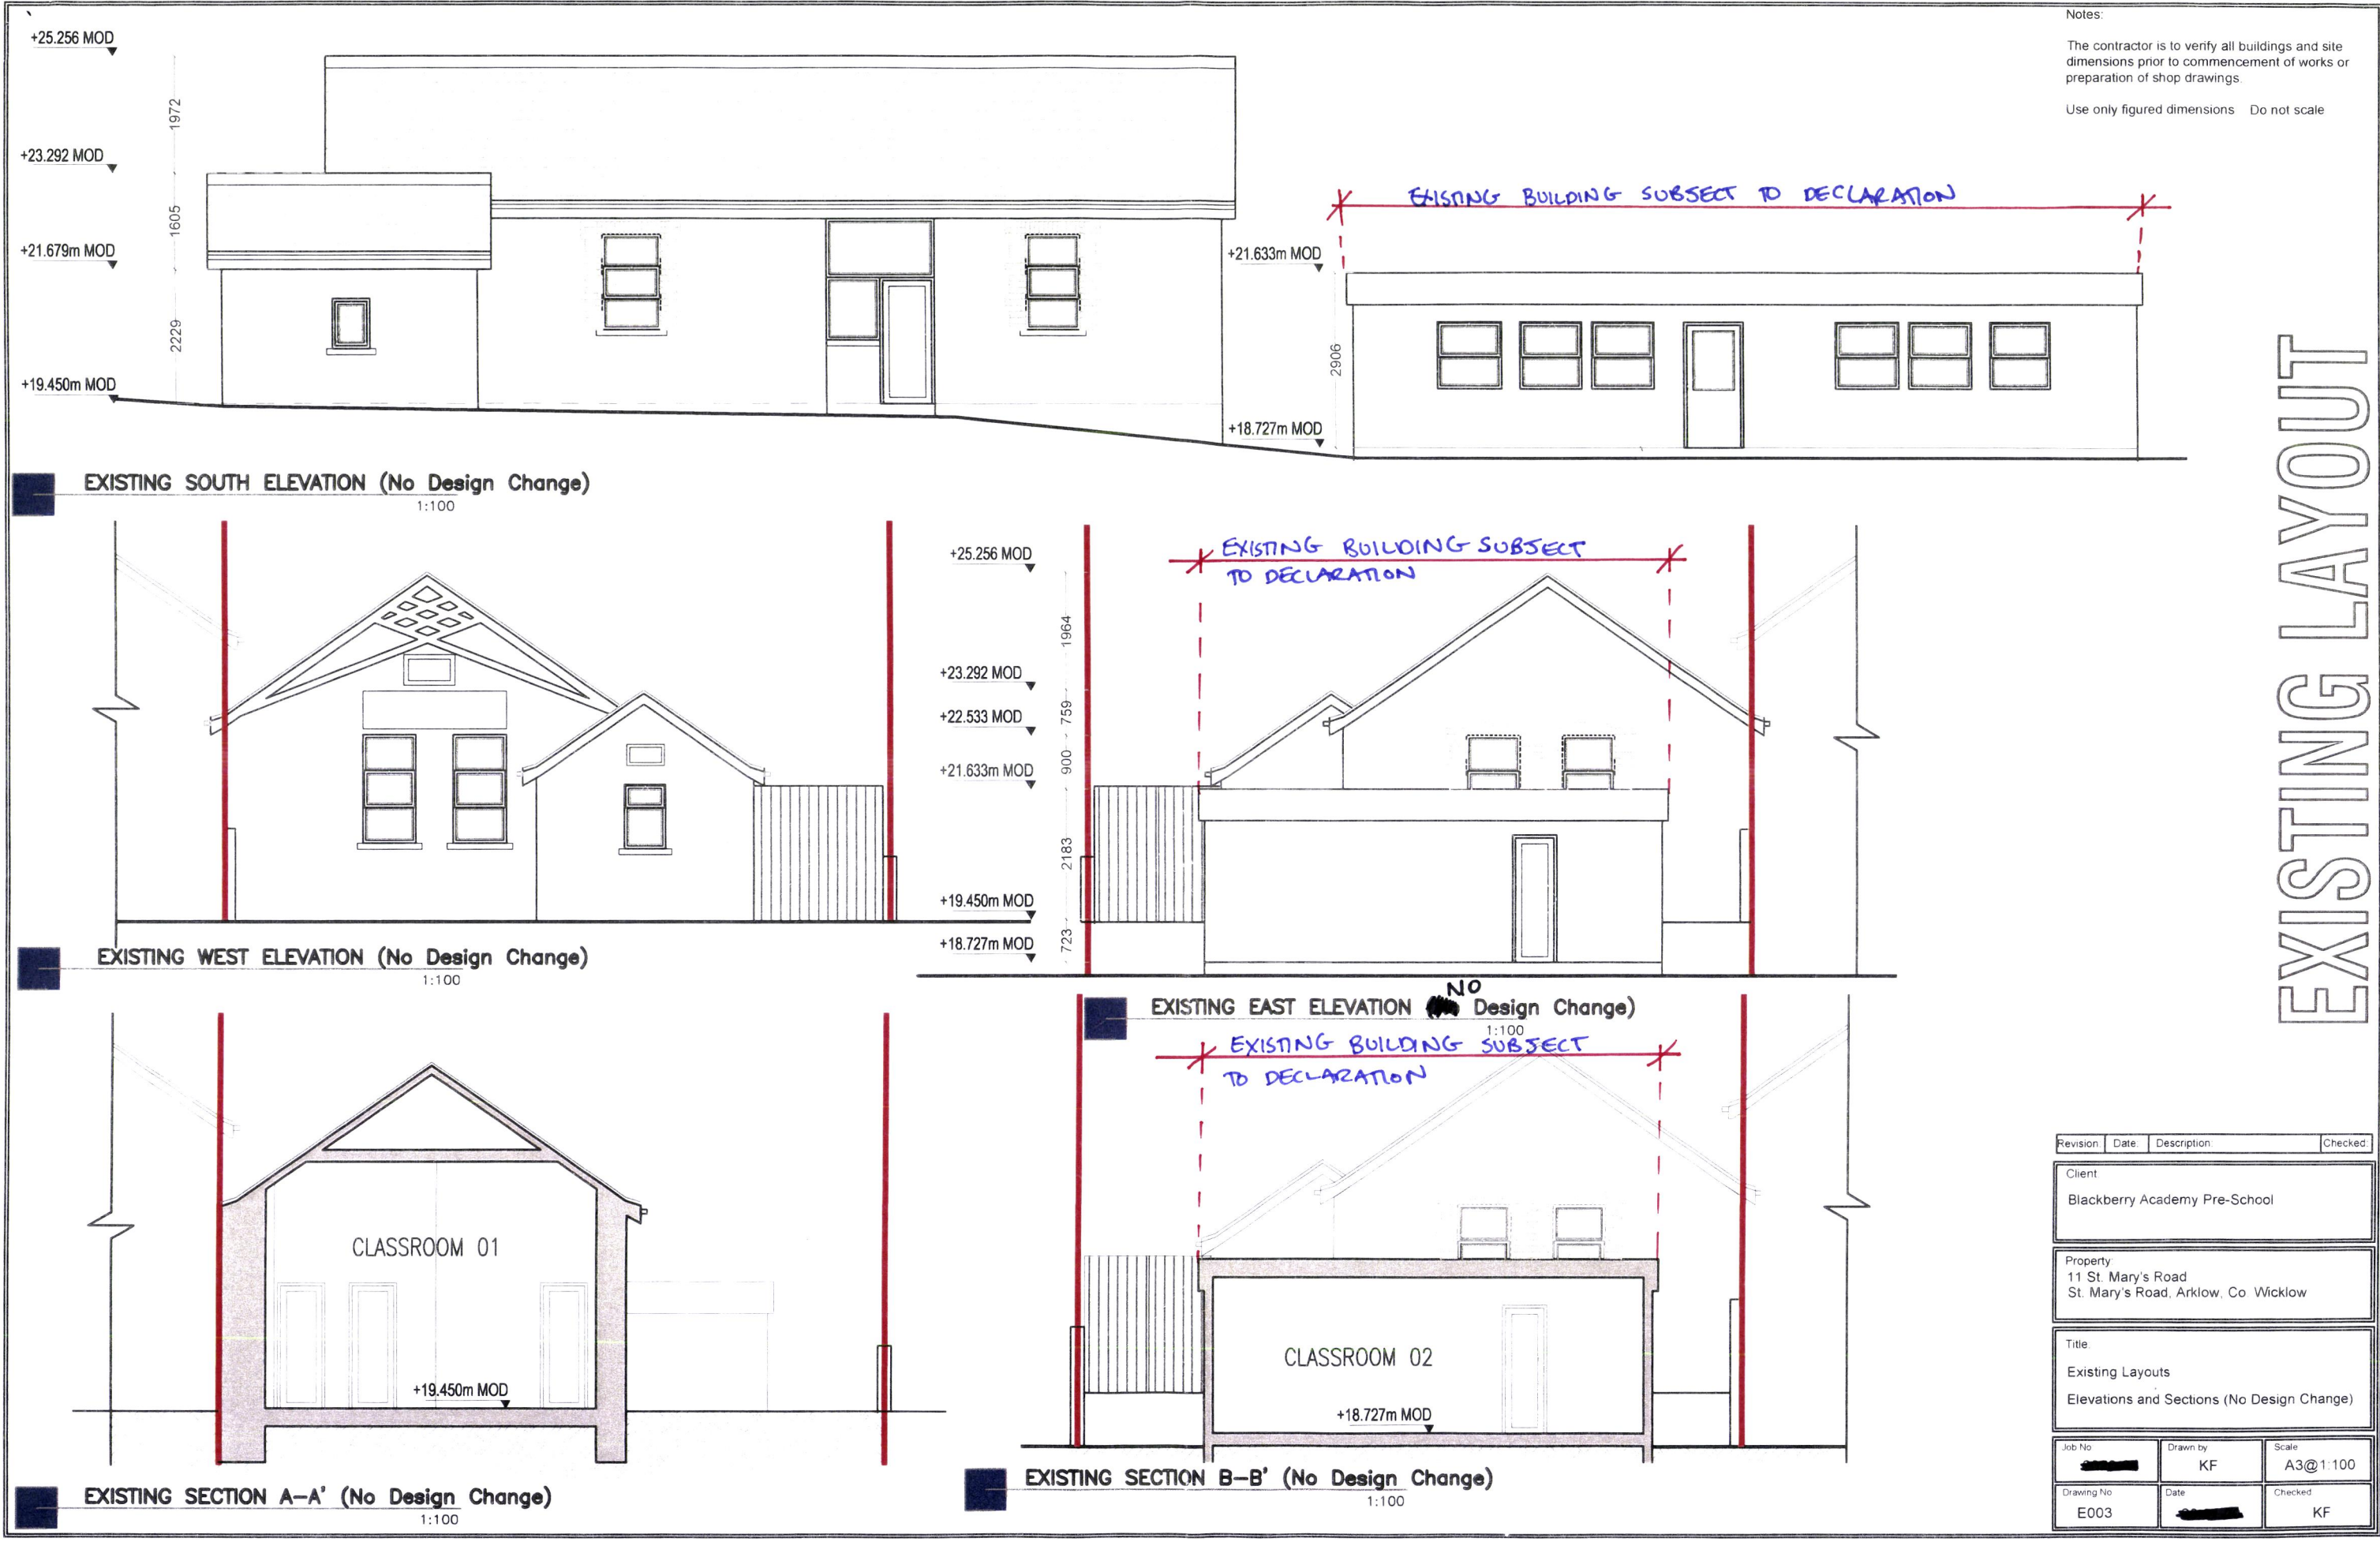 Notes:
The contractor is to verify all buildings and site
dimensions prior to commencement of works or
preparation of shop drawings.
Use only figured dimensions Do not scale
+25.256 MOD
1972
+23.292 MOD
1605
+21.679m MOD
2229
+19.450m MOD
EXISTING BUILDING SUBJECT TO DECLARATION
+21.633m MOD
2906
+18.727m MOD
EXISTING SOUTH ELEVATION (No Design Change)
1:100
EXISTING LAYOUT
EXISTING WEST ELEVATION (No Design Change)
1:100
EXISTING BUILDING SUBJECT
TO DECLARATION
+25.256 MOD
1964
+23.292 MOD
759
+22.533 MOD
900
+21.633m MOD
2183
+19.450m MOD
723
+18.727m MOD
NO
EXISTING EAST ELEVATION ( Design Change)
1:100
CLASSROOM 01
+19.450m MOD
EXISTING SECTION A-A' (No Design Change)
1:100
EXISTING BUILDING SUBJECT
TO DECLARATION
CLASSROOM 02
+18.727m MOD
EXISTING SECTION B-B' (No Design Change)
1:100
Revision: Date: Description: Checked:
Client
Blackberry Academy Pre-School
Property
11 St. Mary's Road
St. Mary's Road, Arklow, Co Wicklow
Title
Existing Layouts
Elevations and Sections (No Design Change)
Job No Drawn by Scale
KF A3@1:100
Drawing No Date Checked
E003 KF